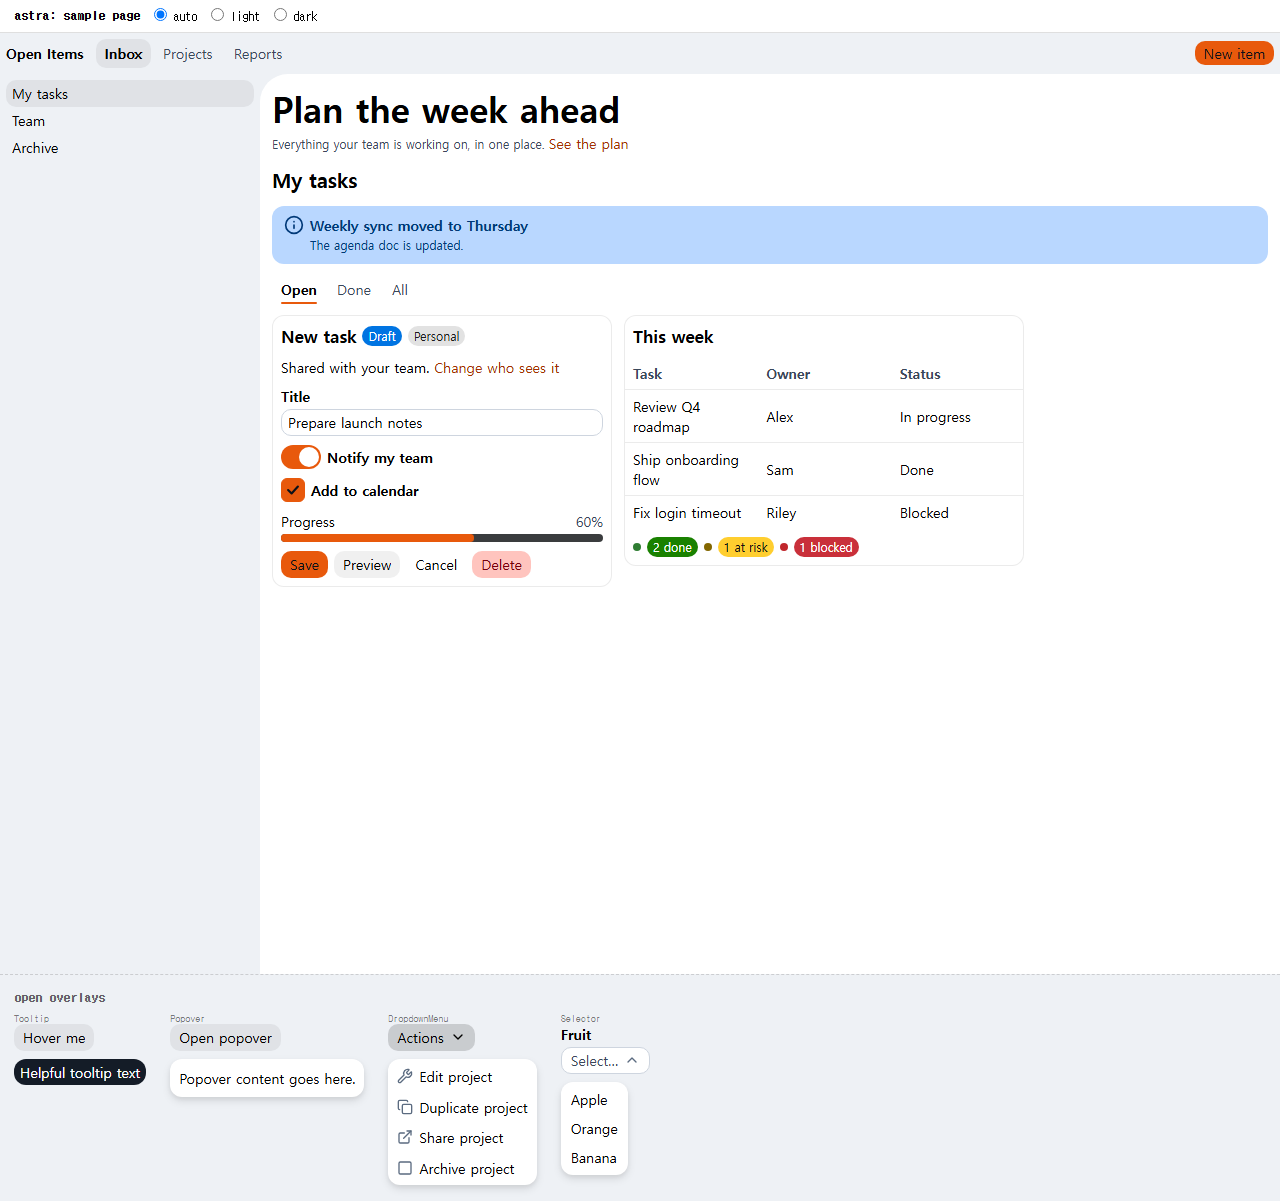 astra: sample page auto light dark
Open Items Inbox Projects Reports New item
My tasks
Team
Archive
Plan the week ahead
Everything your team is working on, in one place. See the plan
My tasks
Weekly sync moved to Thursday
The agenda doc is updated.
Open Done All
New task Draft Personal
Shared with your team. Change who sees it
Title
Prepare launch notes
Notify my team
Add to calendar
Progress 60%
Save Preview Cancel Delete
This week
Task Owner Status
Review Q4
roadmap
Alex In progress
Ship onboarding
flow
Sam Done
Fix login timeout Riley Blocked
2 done 1 at risk 1 blocked
open overlays
Tooltip
Hover me
Helpful tooltip text
Popover
Open popover
Popover content goes here.
DropdownMenu
Actions
Edit project
Duplicate project
Share project
Archive project
Selector
Fruit
Select...
Apple
Orange
Banana